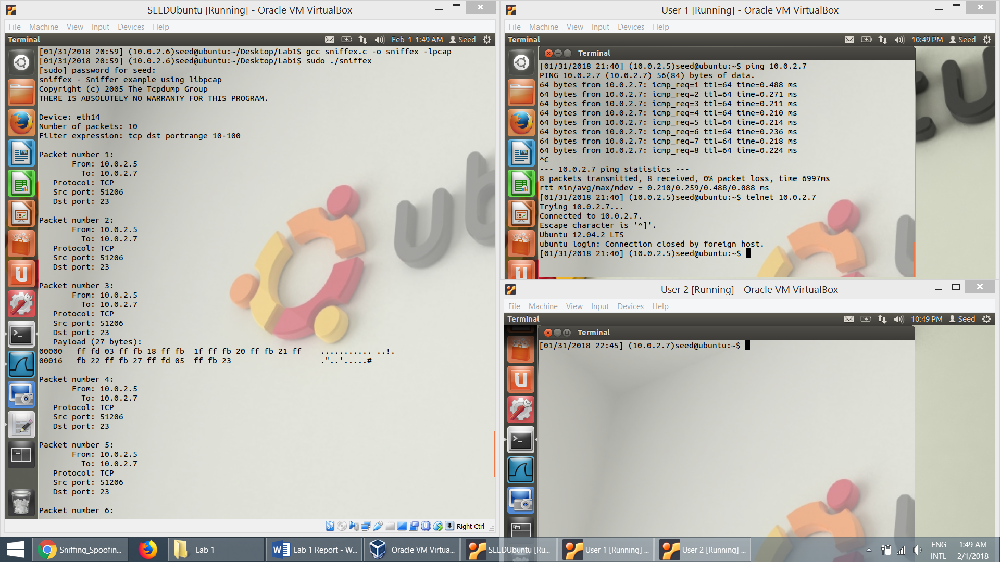 SEEDUbuntu [Running] - Oracle VM VirtualBox
File Machine View Input Devices Help
Terminal
Feb 1 1:49 AM Seed
[01/31/2018 20:59] (10.0.2.6)seed@ubuntu:~/Desktop/Lab1$ gcc sniffex.c -o sniffex -lpcap
[01/31/2018 20:59] (10.0.2.6)seed@ubuntu:~/Desktop/Lab1$ sudo ./sniffex
[sudo] password for seed:
sniffex - Sniffer example using libpcap
Copyright (c) 2005 The Tcpdump Group
THERE IS ABSOLUTELY NO WARRANTY FOR THIS PROGRAM.
Device: eth14
Number of packets: 10
Filter expression: tcp dst portrange 10-100
Packet number 1:
From: 10.0.2.5
To: 10.0.2.7
Protocol: TCP
Src port: 51206
Dst port: 23
Packet number 2:
From: 10.0.2.5
To: 10.0.2.7
Protocol: TCP
Src port: 51206
Dst port: 23
Packet number 3:
From: 10.0.2.5
To: 10.0.2.7
Protocol: TCP
Src port: 51206
Dst port: 23
Payload (27 bytes):
00000 ff fd 03 ff fb 18 ff fb 1f ff fb 20 ff fb 21 ff ........... ..!.
00016 fb 22 ff fb 27 ff fd 05 ff fb 23 ."..'.....#
Packet number 4:
From: 10.0.2.5
To: 10.0.2.7
Protocol: TCP
Src port: 51206
Dst port: 23
Packet number 5:
From: 10.0.2.5
To: 10.0.2.7
Protocol: TCP
Src port: 51206
Dst port: 23
Packet number 6:
Right Ctrl
User 1 [Running] - Oracle VM VirtualBox
File Machine View Input Devices Help
Terminal
10:49 PM Seed
Terminal
[01/31/2018 21:40] (10.0.2.5)seed@ubuntu:~$ ping 10.0.2.7
PING 10.0.2.7 (10.0.2.7) 56(84) bytes of data.
64 bytes from 10.0.2.7: icmp_req=1 ttl=64 time=0.488 ms
64 bytes from 10.0.2.7: icmp_req=2 ttl=64 time=0.271 ms
64 bytes from 10.0.2.7: icmp_req=3 ttl=64 time=0.211 ms
64 bytes from 10.0.2.7: icmp_req=4 ttl=64 time=0.210 ms
64 bytes from 10.0.2.7: icmp_req=5 ttl=64 time=0.214 ms
64 bytes from 10.0.2.7: icmp_req=6 ttl=64 time=0.236 ms
64 bytes from 10.0.2.7: icmp_req=7 ttl=64 time=0.218 ms
64 bytes from 10.0.2.7: icmp_req=8 ttl=64 time=0.224 ms
^C
--- 10.0.2.7 ping statistics ---
8 packets transmitted, 8 received, 0% packet loss, time 6997ms
rtt min/avg/max/mdev = 0.210/0.259/0.488/0.088 ms
[01/31/2018 21:40] (10.0.2.5)seed@ubuntu:~$ telnet 10.0.2.7
Trying 10.0.2.7...
Connected to 10.0.2.7.
Escape character is '^]'.
Ubuntu 12.04.2 LTS
ubuntu login: Connection closed by foreign host.
[01/31/2018 21:40] (10.0.2.5)seed@ubuntu:~$
User 2 [Running] - Oracle VM VirtualBox
File Machine View Input Devices Help
Terminal
10:49 PM Seed
Terminal
[01/31/2018 22:45] (10.0.2.7)seed@ubuntu:~$
Sniffing_Spoofin...
Lab 1
Lab 1 Report - W...
Oracle VM Virtua...
SEEDUbuntu [Ru...
User 1 [Running] ...
User 2 [Running] ...
ENG
INTL
1:49 AM
2/1/2018